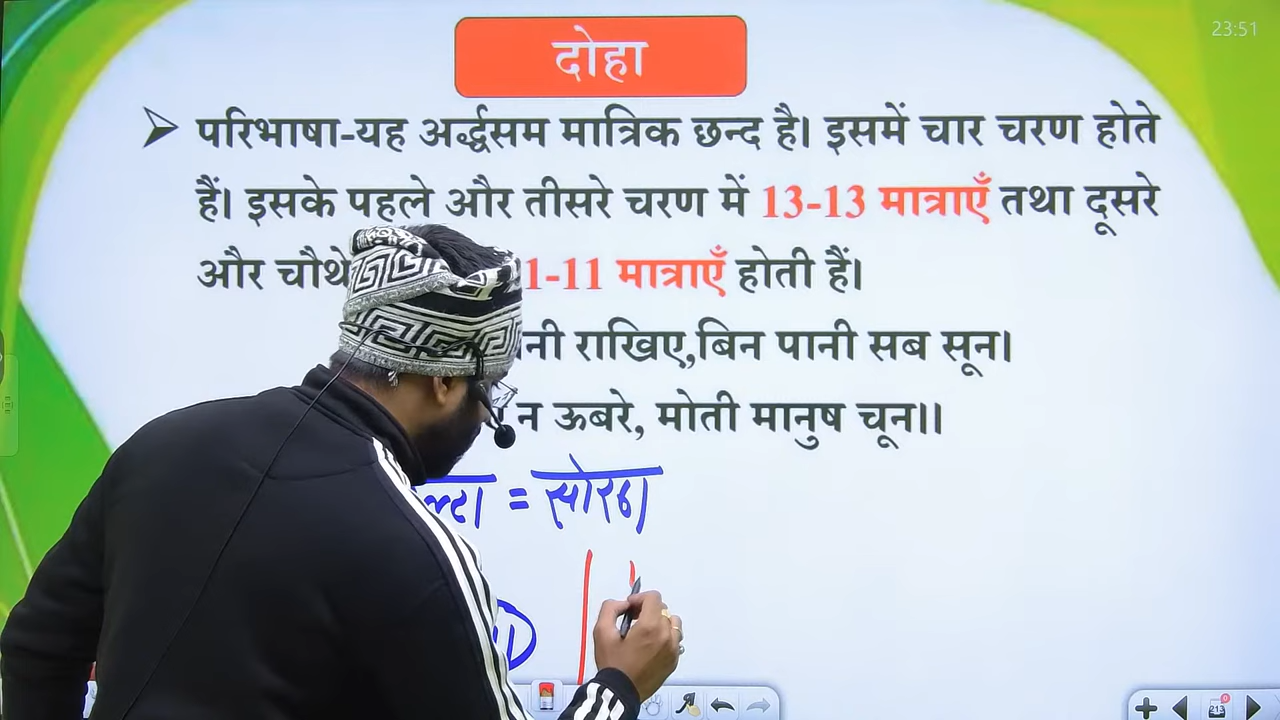 23:51
दोहा
परिभाषा-यह अर्द्धसम मात्रिक छन्द है। इसमें चार चरण होते
हैं। इसके पहले और तीसरे चरण में 13-13 मात्राएँ तथा दूसरे
और चौथे 1-11 मात्राएँ होती हैं।
नी राखिए,बिन पानी सब सून।
न ऊबरे, मोती मानुष चून।।
= सोरठा
213